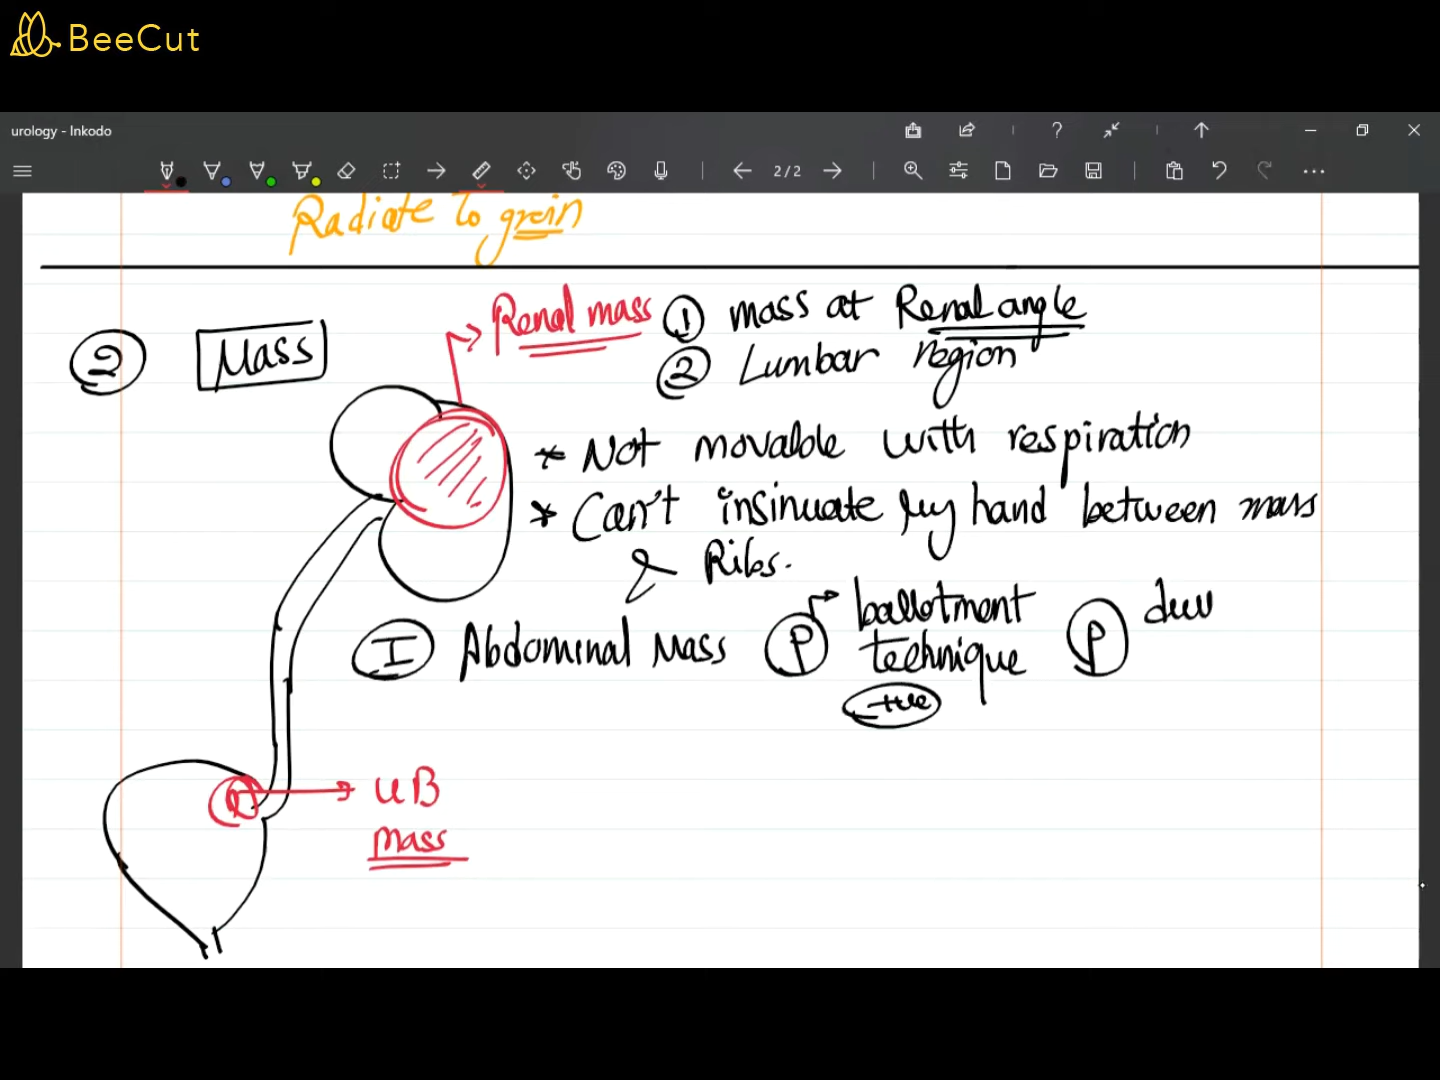 BeeCut
urology - Inkodo
2/2
Radiate to groin
2 Mass
Renal mass
1 mass at Renal angle
2 Lumbar region
* Not movable with respiration
* Can't insinuate my hand between mass
& Ribs.
I Abdominal Mass P → ballotment
technique
+ve
P
UB
Mass